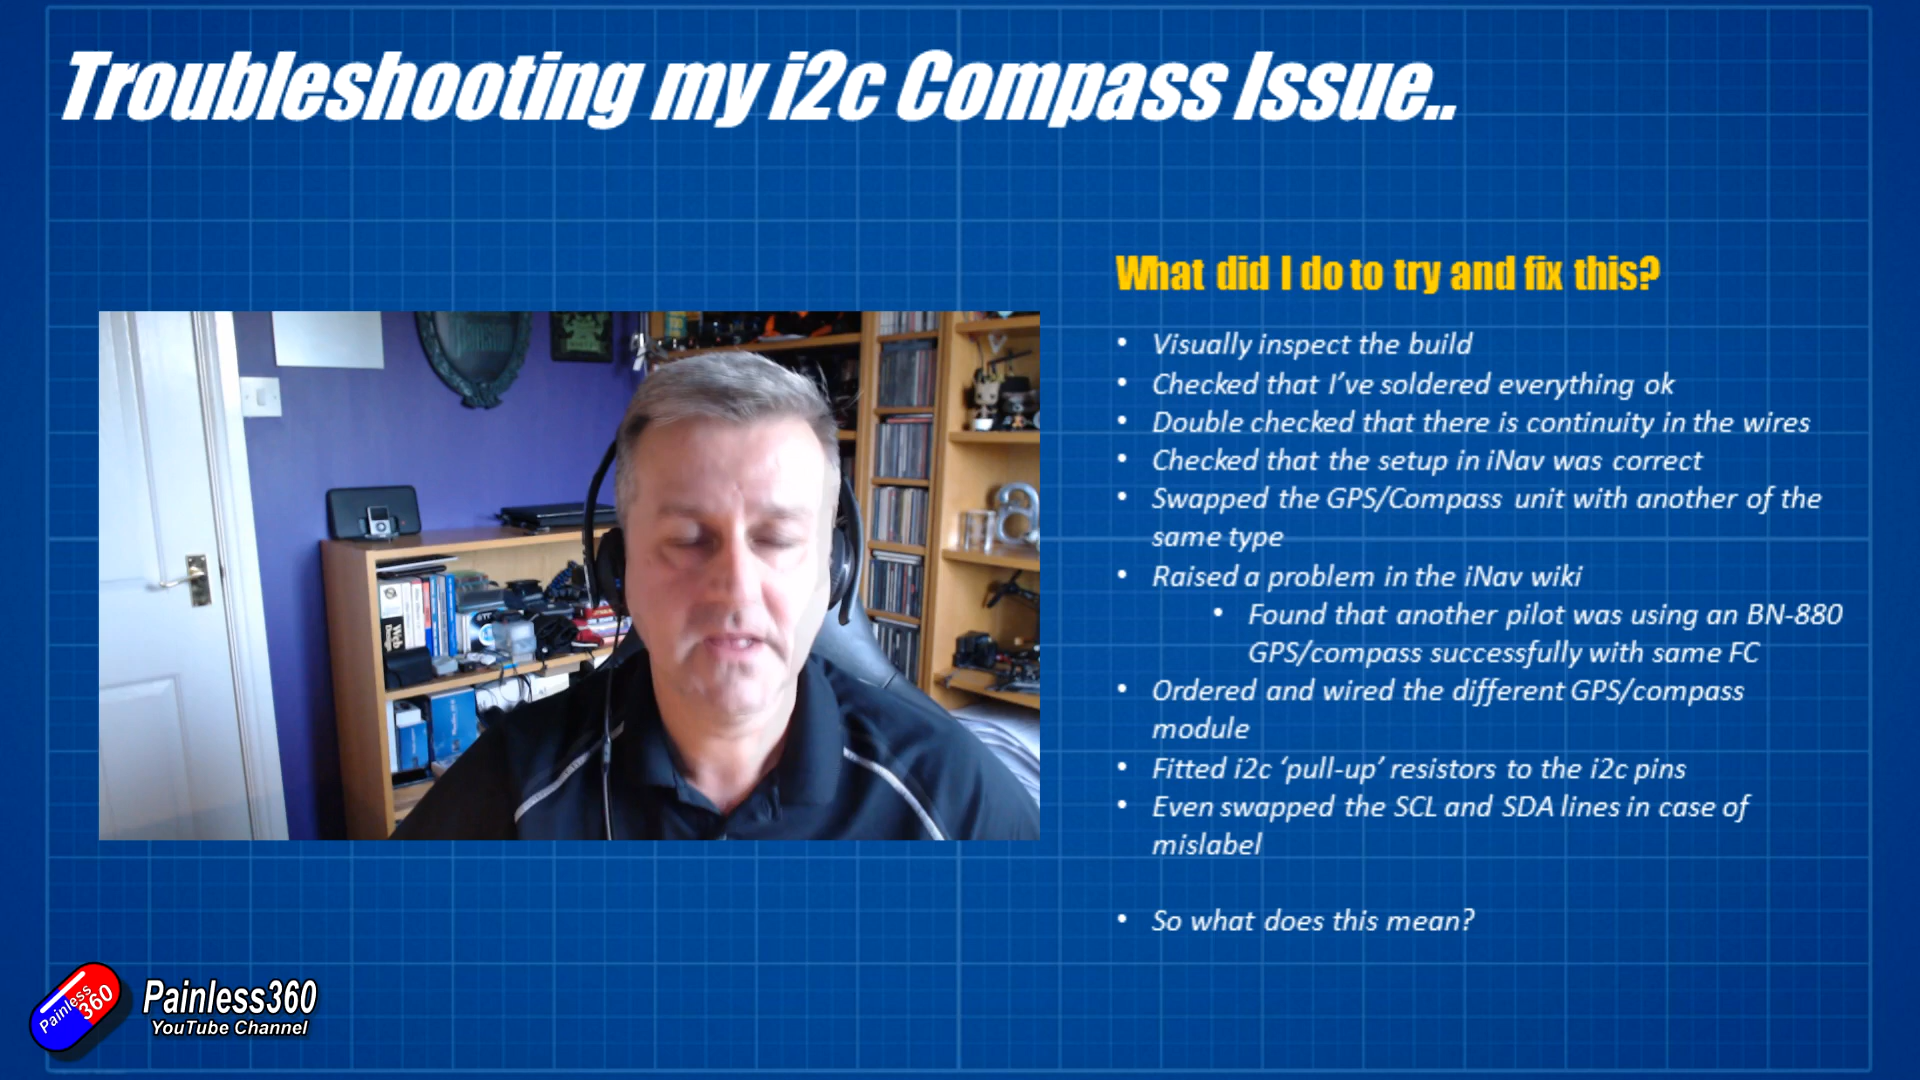 Troubleshooting my i2c Compass Issue..
What did I do to try and fix this?
• Visually inspect the build
• Checked that I've soldered everything ok
• Double checked that there is continuity in the wires
• Checked that the setup in iNav was correct
• Swapped the GPS/Compass unit with another of the
same type
• Raised a problem in the iNav wiki
• Found that another pilot was using an BN-880
GPS/compass successfully with same FC
• Ordered and wired the different GPS/compass
module
• Fitted i2c ‘pull-up’ resistors to the i2c pins
• Even swapped the SCL and SDA lines in case of
mislabel
• So what does this mean?
Painless
360
Painless360
YouTube Channel